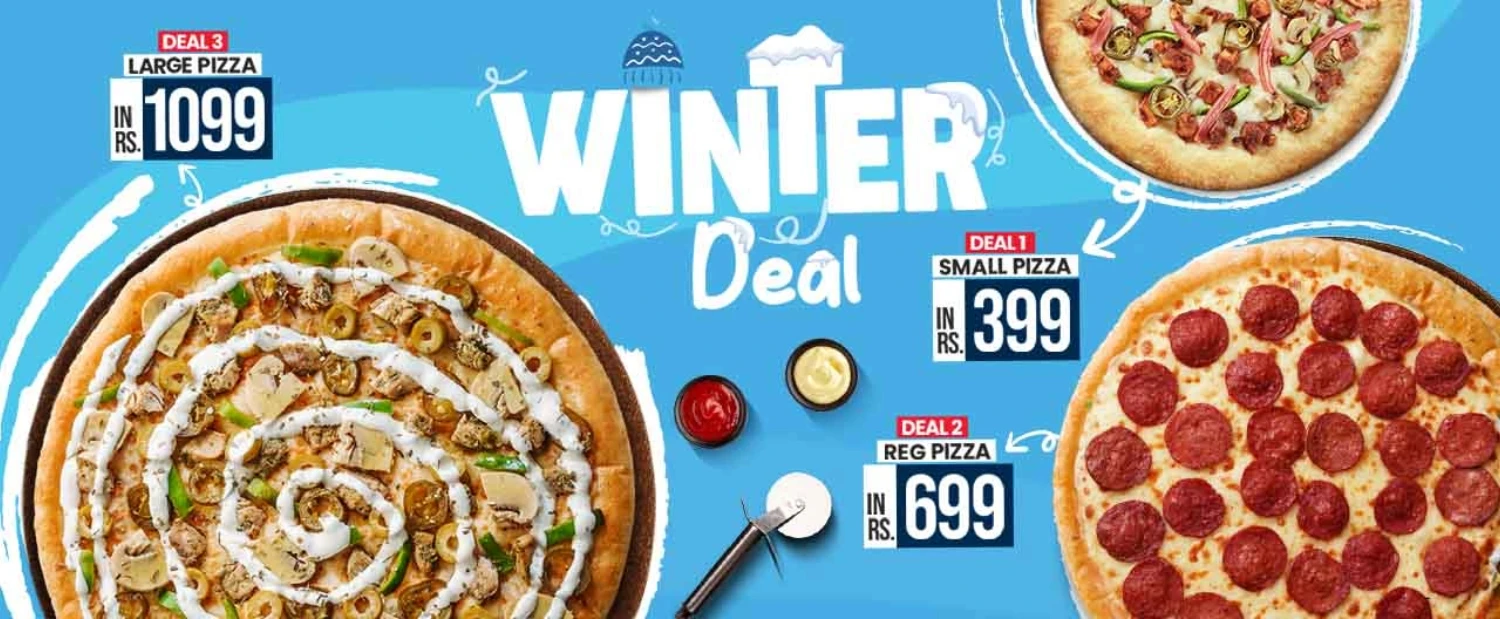 WINTER
Deal
DEAL 3
LARGE PIZZA
IN
RS. 1099
DEAL 1
SMALL PIZZA
IN
RS. 399
DEAL 2
REG PIZZA
IN
RS. 699